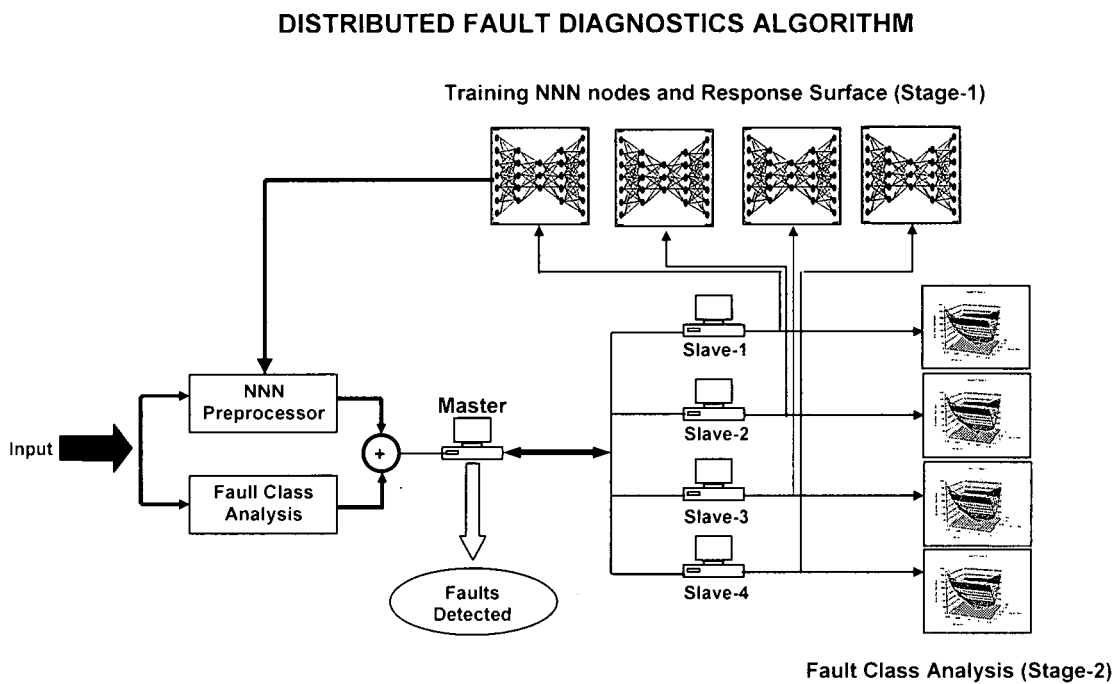 DISTRIBUTED FAULT DIAGNOSTICS ALGORITHM
Training NNN nodes and Response Surface (Stage-1)
Slave-1
NNN
Preprocessor
Master
Slave-2
Input
+
Faull Class
Analysis
Slave-3
Faults
Detected
Slave-4
Fault Class Analysis (Stage-2)